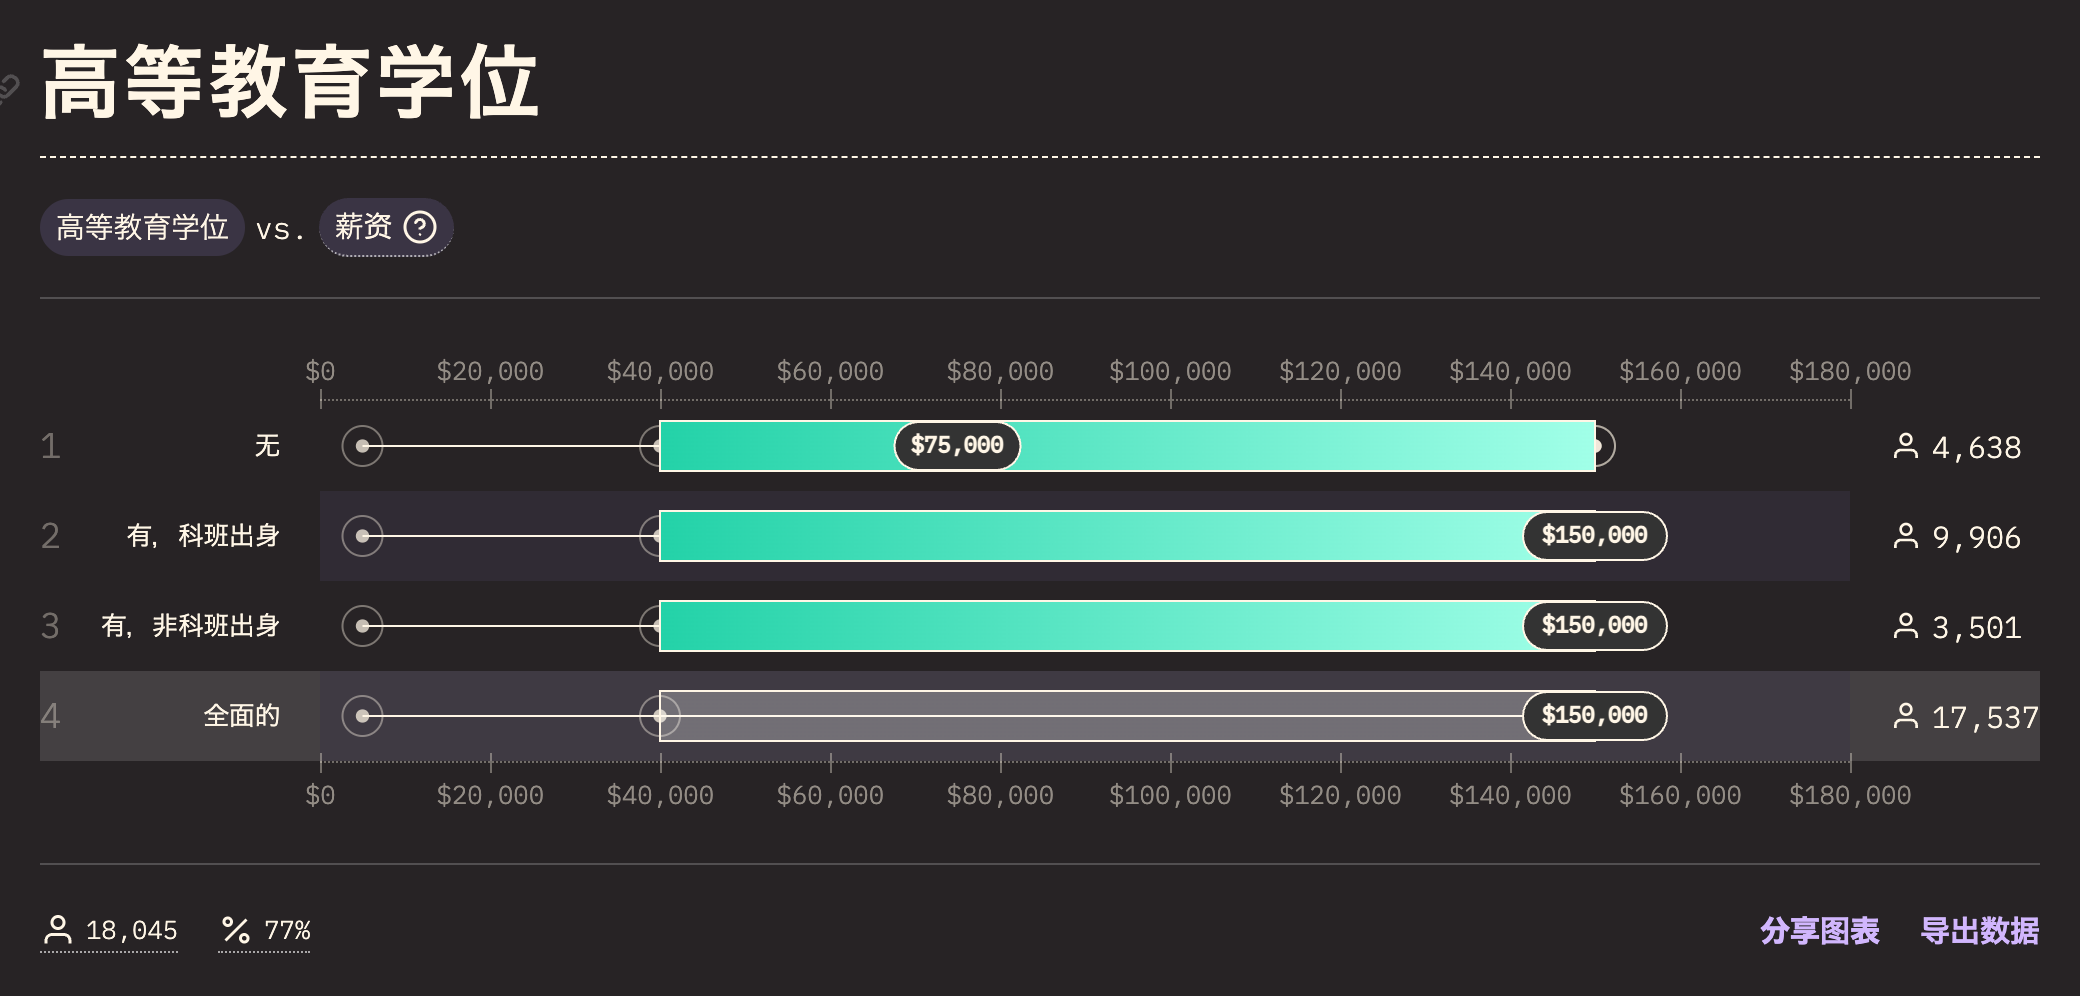 高等教育学位
高等教育学位 vs. 薪资 ?
$0 $20,000 $40,000 $60,000 $80,000 $100,000 $120,000 $140,000 $160,000 $180,000
1 无 $75,000 4,638
2 有，科班出身 $150,000 9,906
3 有，非科班出身 $150,000 3,501
4 全面的 $150,000 17,537
$0 $20,000 $40,000 $60,000 $80,000 $100,000 $120,000 $140,000 $160,000 $180,000
18,045 % 77% 分享图表 导出数据